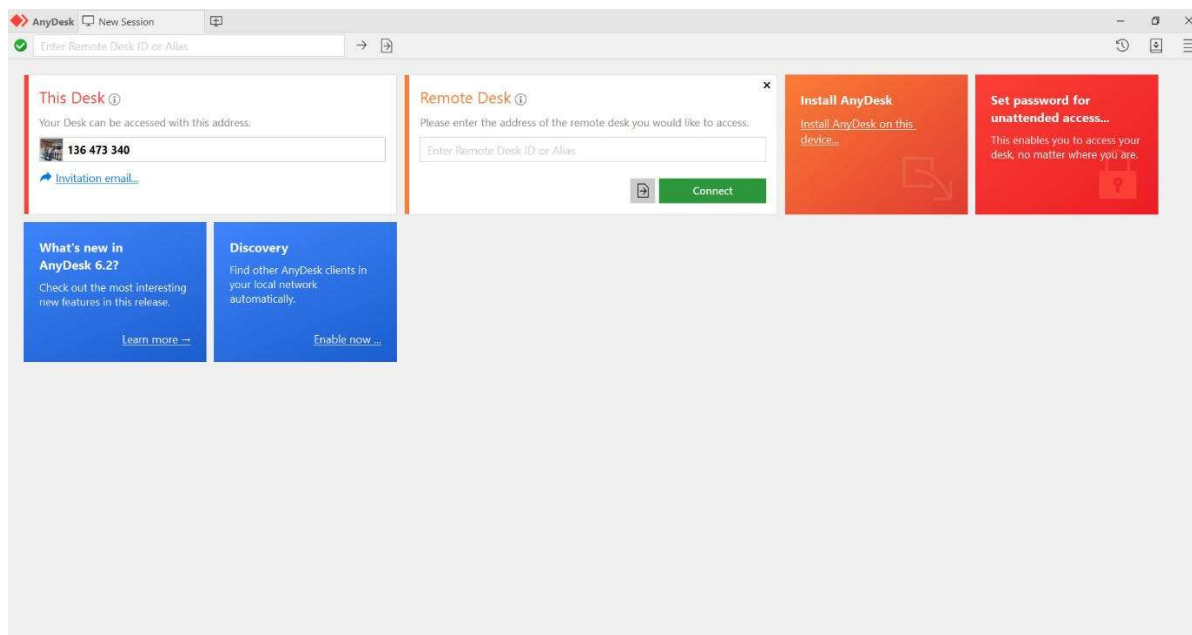 AnyDesk New Session
Enter Remote Desk ID or Alias
This Desk
Your Desk can be accessed with this address.
136 473 340
Invitation email...
Remote Desk
Please enter the address of the remote desk you would like to access.
Enter Remote Desk ID or Alias
Connect
Install AnyDesk
Install AnyDesk on this
device...
Set password for
unattended access...
This enables you to access your
desk, no matter where you are.
What's new in
AnyDesk 6.2?
Check out the most interesting
new features in this release.
Learn more →
Discovery
Find other AnyDesk clients in
your local network
automatically.
Enable now ...